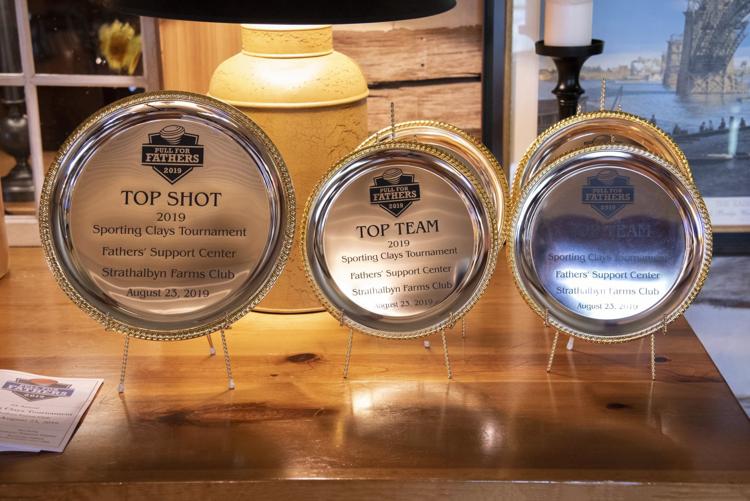 PULL FOR
FATHERS
2019
TOP SHOT
2019
Sporting Clays Tournament
Fathers' Support Center
Strathalbyn Farms Club
August 23, 2019
PULL FOR
FATHERS
2019
TOP TEAM
2019
Sporting Clays Tournament
Fathers' Support Center
Strathalbyn Farms Club
August 23, 2019
PULL FOR
FATHERS
2019
TOP TEAM
Sporting Clays Tournament
Fathers' Support Center
Strathalbyn Farms Club
August 23, 2019
FATHERS
Clays Tournament
August 23, 2019